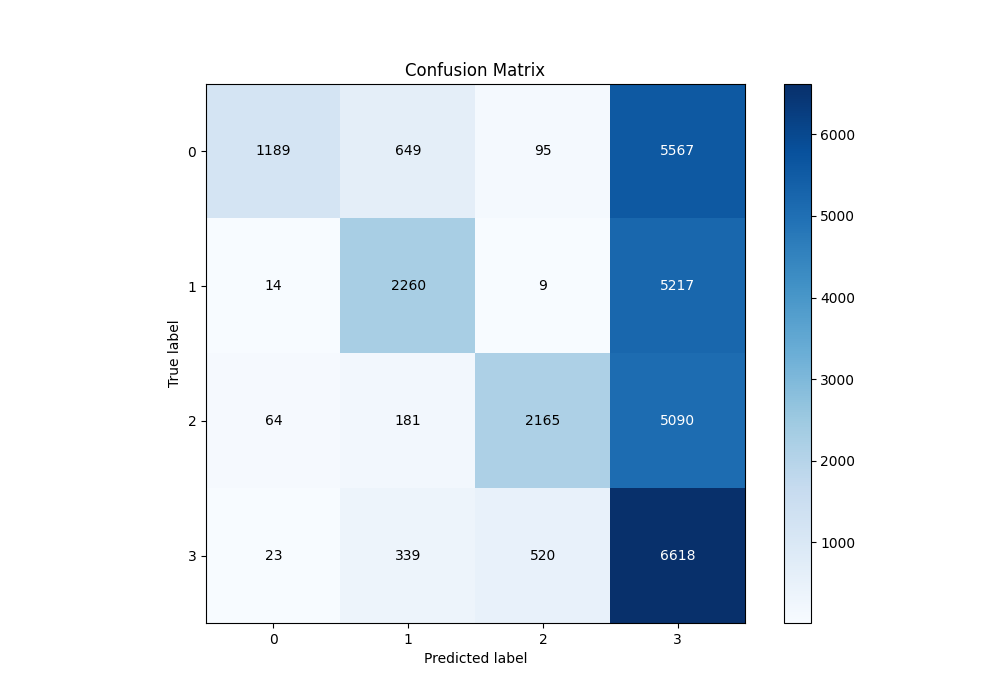 Confusion Matrix
True label
0 1189 649 95 5567
1 14 2260 9 5217
2 64 181 2165 5090
3 23 339 520 6618
0 1 2 3
Predicted label
6000
5000
4000
3000
2000
1000